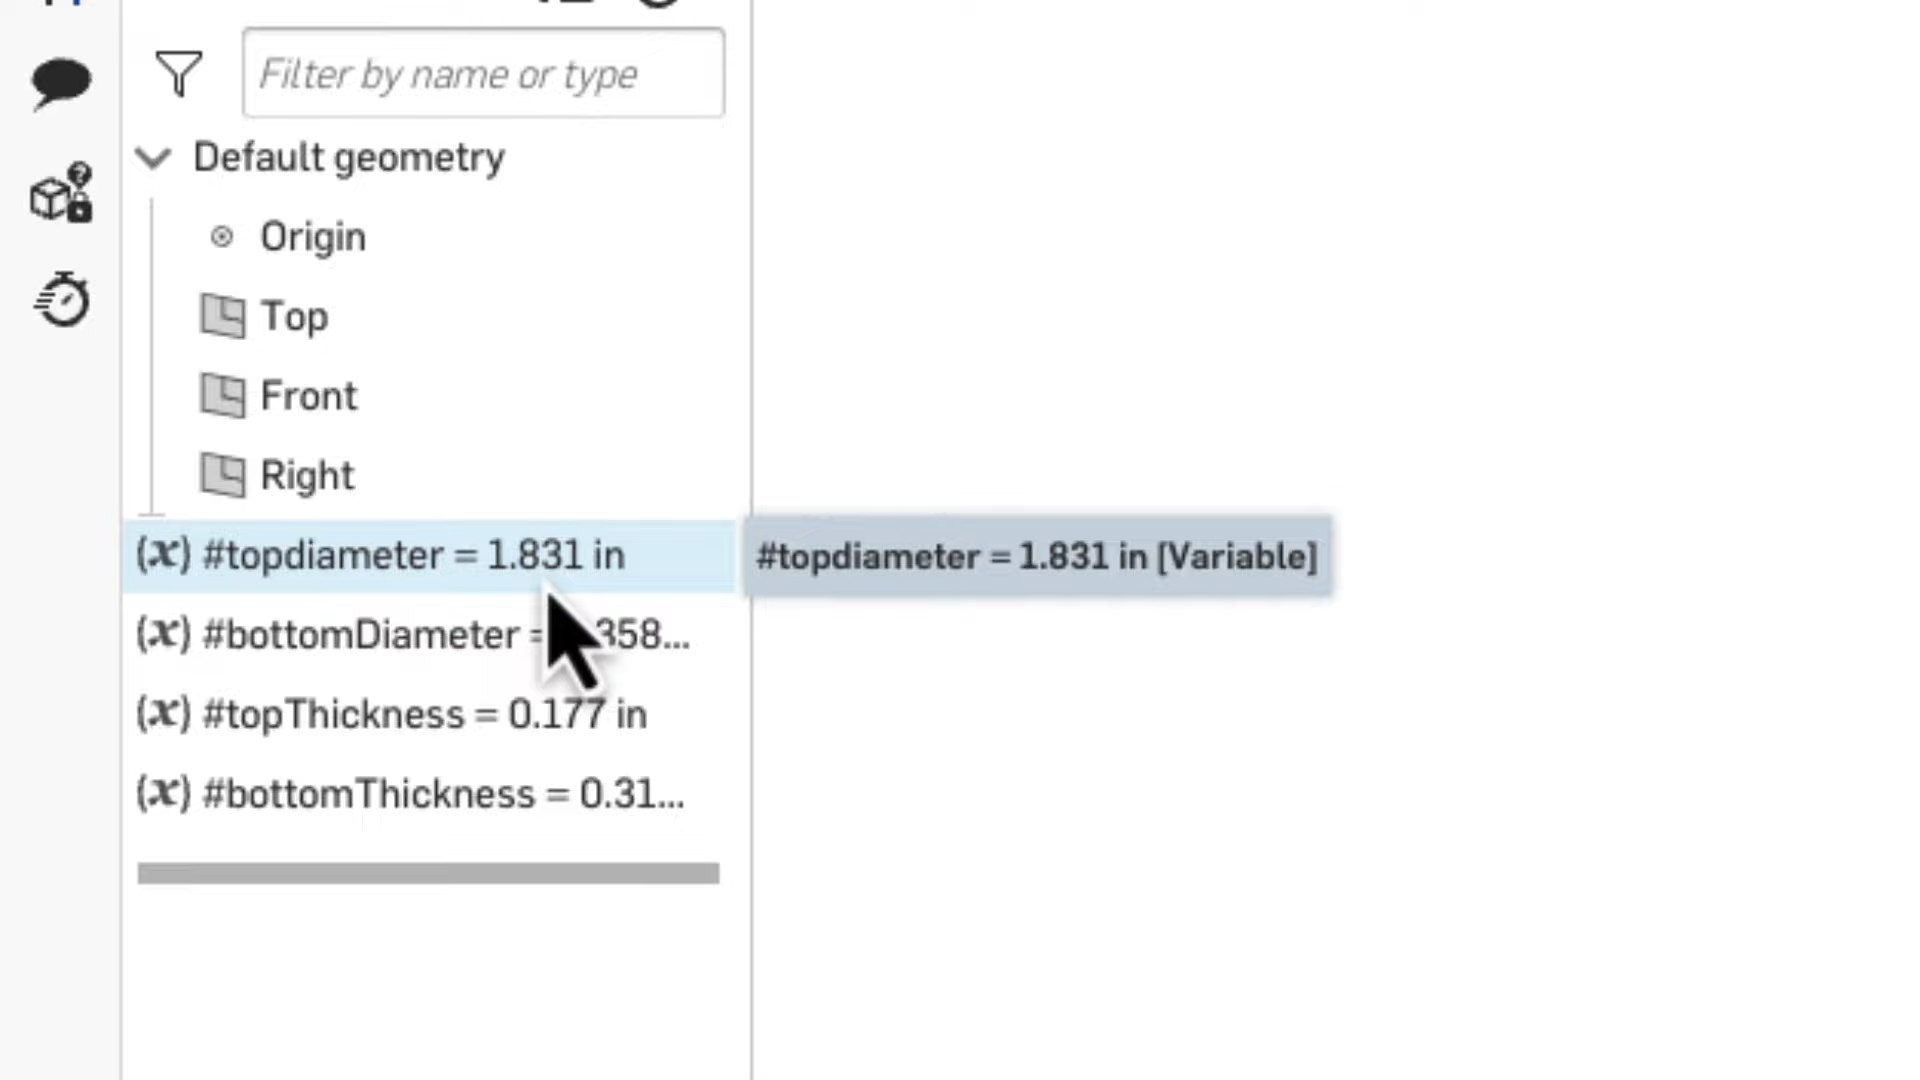 Filter by name or type
Default geometry
Origin
Top
Front
Right
(x) #topdiameter = 1.831 in
#topdiameter = 1.831 in [Variable]
(x) #bottomDiameter = 358...
(x) #topThickness = 0.177 in
(x) #bottomThickness = 0.31...